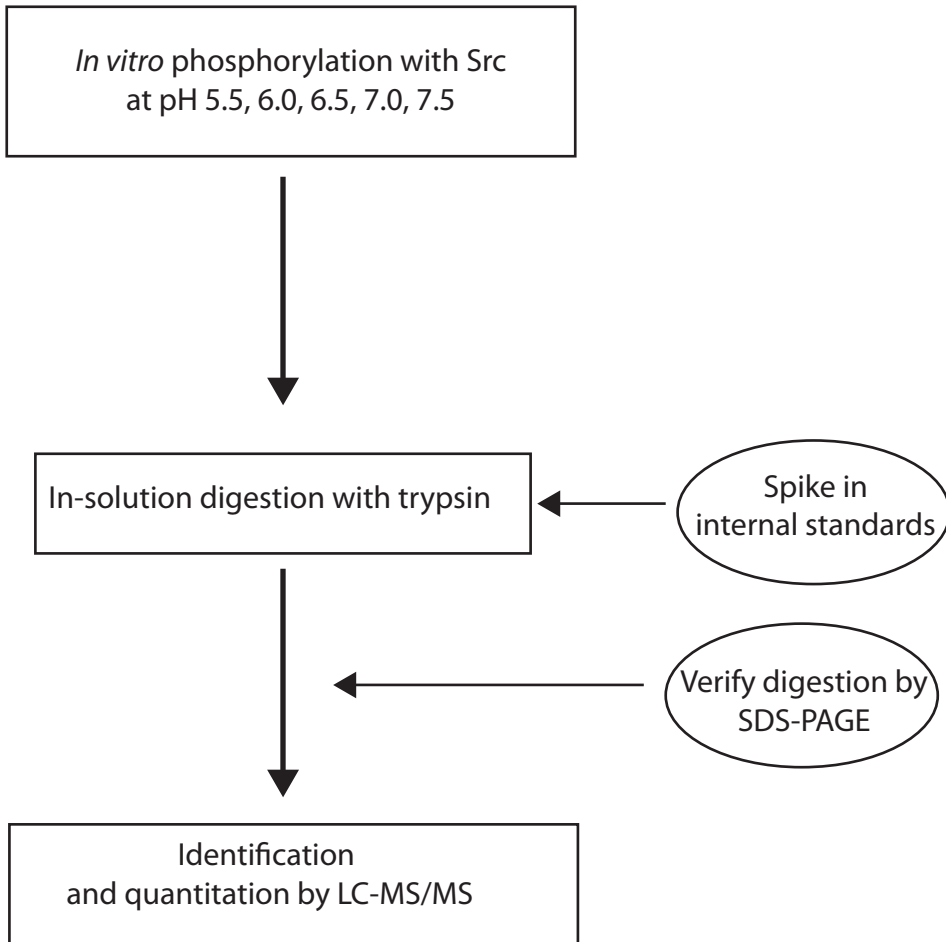 In vitro phosphorylation with Src
at pH 5.5, 6.0, 6.5, 7.0, 7.5
In-solution digestion with trypsin
Spike in
internal standards
Verify digestion by
SDS-PAGE
Identification
and quantitation by LC-MS/MS